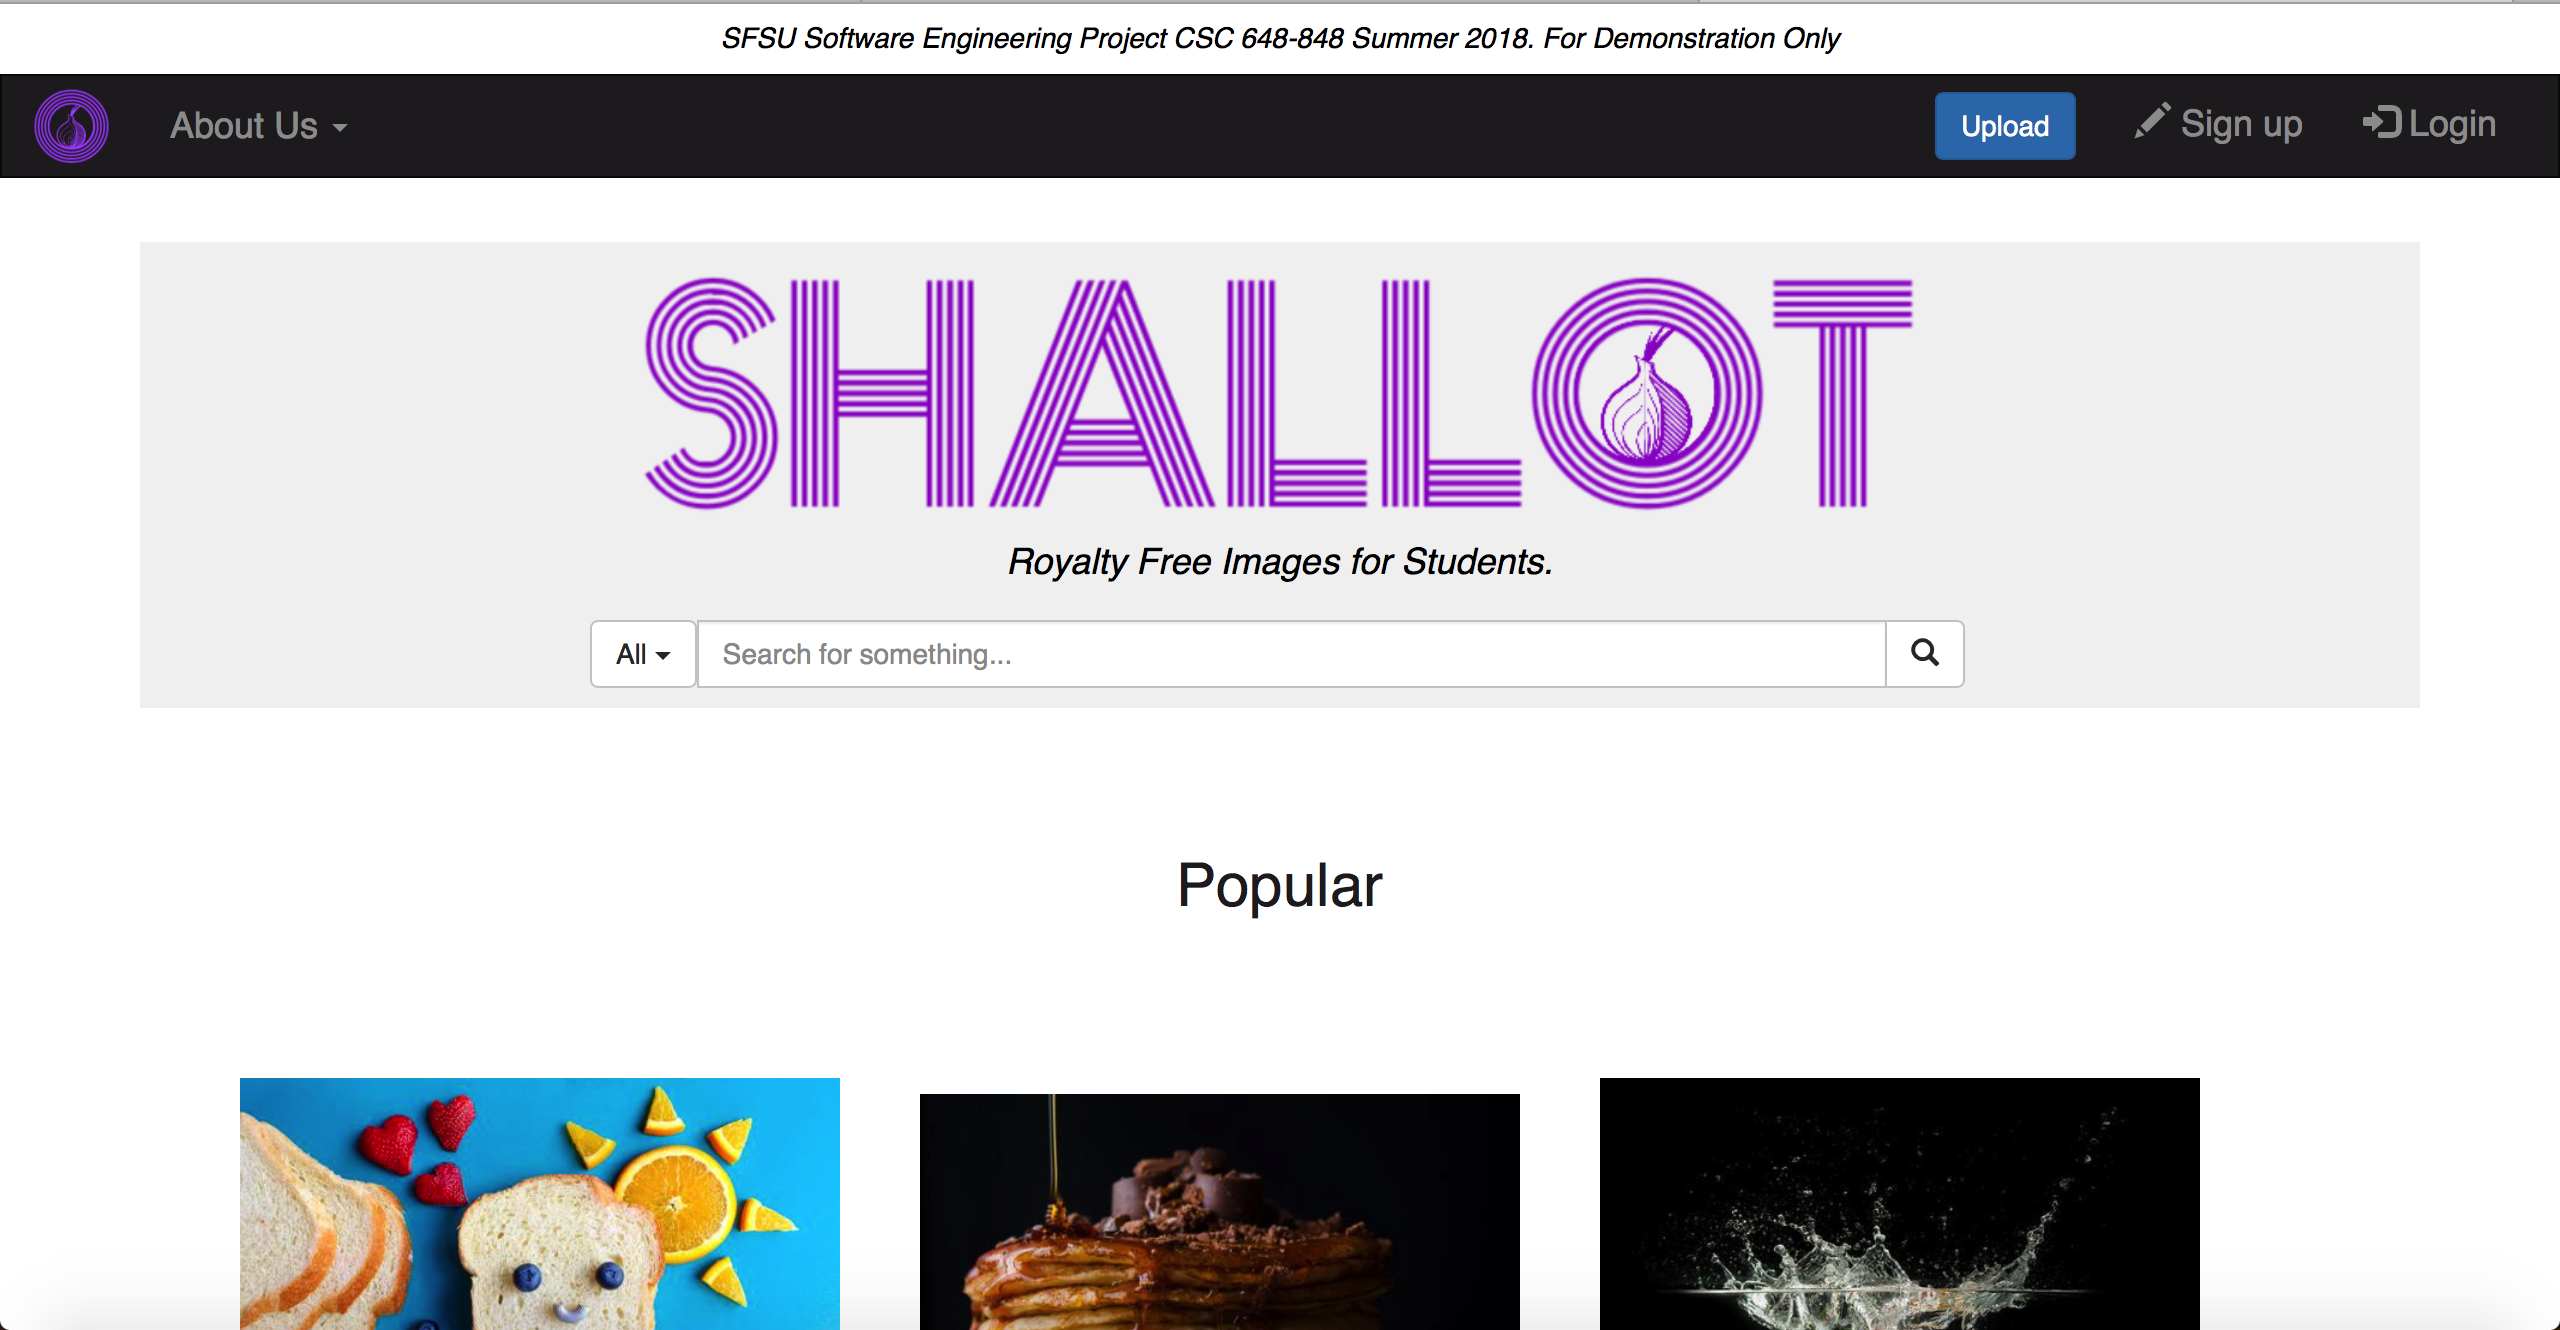 SFSU Software Engineering Project CSC 648-848 Summer 2018. For Demonstration Only
About Us
Upload
Sign up
Login
SHALLOT
Royalty Free Images for Students.
All
Search for something...
Popular